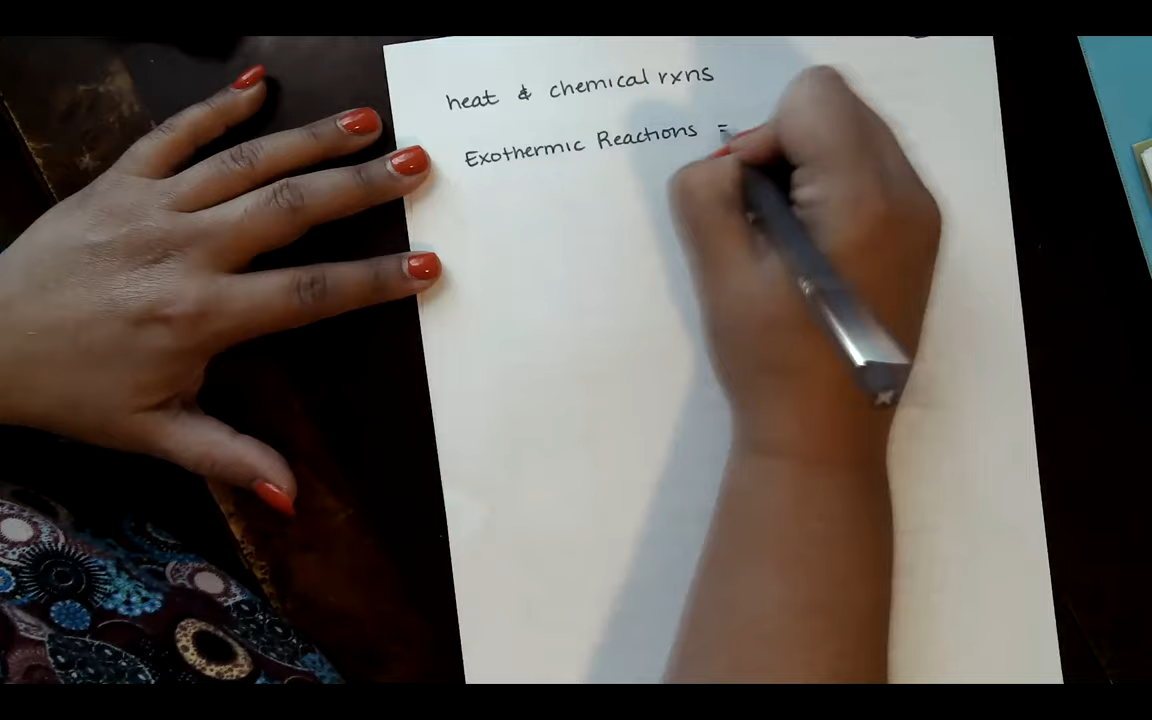 heat & chemical rxns
Exothermic Reactions =